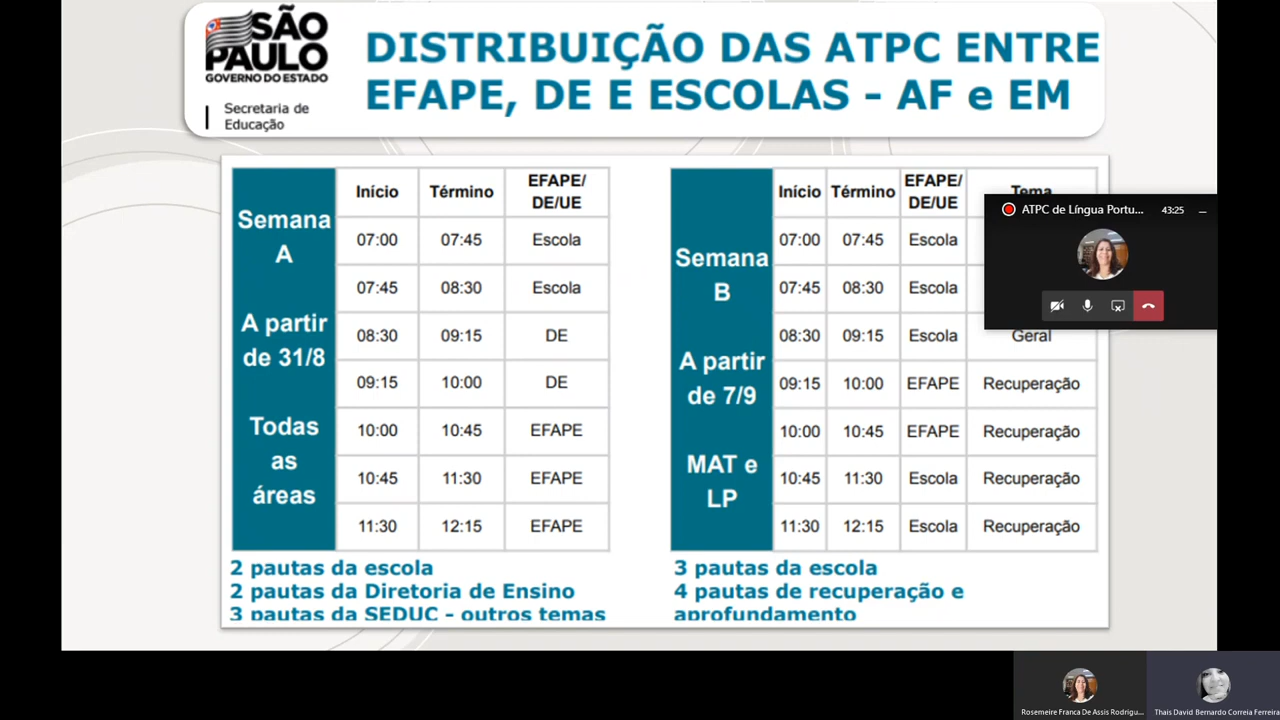 SÃO
PAULO
GOVERNO DO ESTADO
Secretaria de
Educação
DISTRIBUIÇÃO DAS ATPC ENTRE
EFAPE, DE E ESCOLAS - AF e EM
Semana
A
A partir
de 31/8
Todas
as
áreas
Início Término EFAPE/
DE/UE
07:00 07:45 Escola
07:45 08:30 Escola
08:30 09:15 DE
09:15 10:00 DE
10:00 10:45 EFAPE
10:45 11:30 EFAPE
11:30 12:15 EFAPE
2 pautas da escola
2 pautas da Diretoria de Ensino
3 pautas da SEDUC - outros temas
Semana
B
A partir
de 7/9
MAT e
LP
Início Término EFAPE/
DE/UE Tema
07:00 07:45 Escola
07:45 08:30 Escola
08:30 09:15 Escola Geral
09:15 10:00 EFAPE Recuperação
10:00 10:45 EFAPE Recuperação
10:45 11:30 Escola Recuperação
11:30 12:15 Escola Recuperação
3 pautas da escola
4 pautas de recuperação e
aprofundamento
ATPC de Língua Portu... 43:25
Rosemeire Franca De Assis Rodrigu...
Thais David Bernardo Correia Ferreira